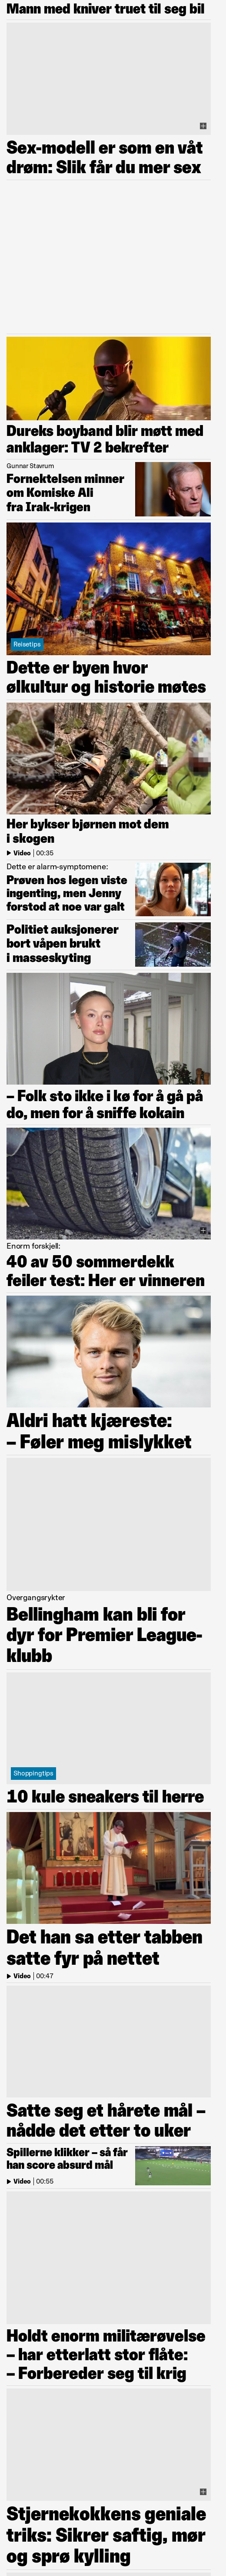 Mann med kniver truet til seg bil
Sex-modell er som en våt
drøm: Slik får du mer sex
Dureks boyband blir møtt med
anklager: TV 2 bekrefter
Gunnar Stavrum
Fornektelsen minner
om Komiske Ali
fra Irak-krigen
Reisetips
Dette er byen hvor
ølkultur og historie møtes
Her bykser bjørnen mot dem
i skogen
Video | 00:35
Dette er alarm-symptomene:
Prøven hos legen viste
ingenting, men Jenny
forstod at noe var galt
Politiet auksjonerer
bort våpen brukt
i masseskyting
– Folk sto ikke i kø for å gå på
do, men for å sniffe kokain
Enorm forskjell:
40 av 50 sommerdekk
feiler test: Her er vinneren
Aldri hatt kjæreste:
– Føler meg mislykket
Overgangsrykter
Bellingham kan bli for
dyr for Premier League-
klubb
Shoppingtips
10 kule sneakers til herre
Det han sa etter tabben
satte fyr på nettet
Video | 00:47
Satte seg et hårete mål –
nådde det etter to uker
Spillerne klikker – så får
han score absurd mål
Video | 00:55
Holdt enorm militærøvelse
– har etterlatt stor flåte:
– Forbereder seg til krig
Stjernekokkens geniale
triks: Sikrer saftig, mør
og sprø kylling